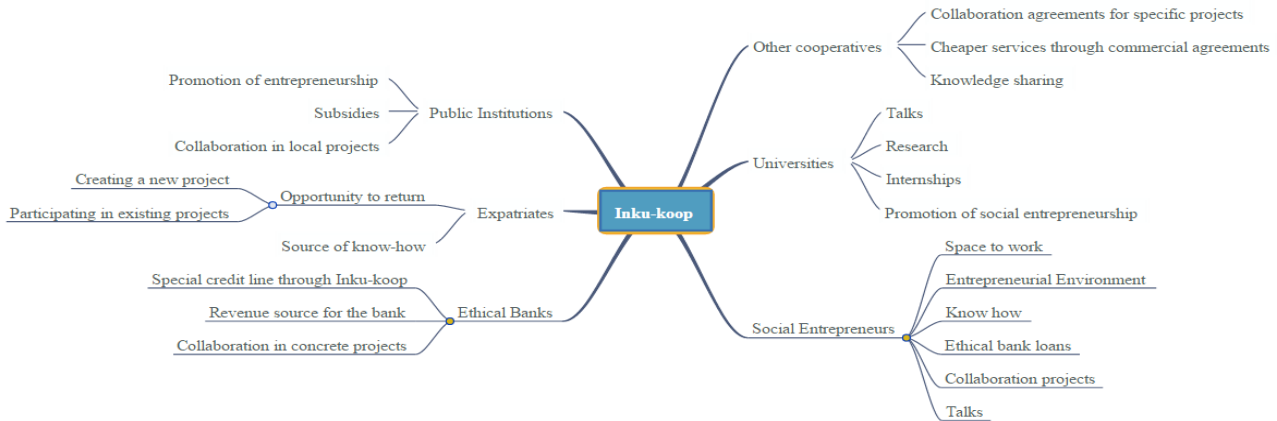 Inku-koop
Other cooperatives
Collaboration agreements for specific projects
Cheaper services through commercial agreements
Knowledge sharing
Universities
Talks
Research
Internships
Promotion of social entrepreneurship
Social Entrepreneurs
Space to work
Entrepreneurial Environment
Know how
Ethical bank loans
Collaboration projects
Talks
Public Institutions
Promotion of entrepreneurship
Subsidies
Collaboration in local projects
Expatriates
Opportunity to return
Creating a new project
Participating in existing projects
Source of know-how
Ethical Banks
Special credit line through Inku-koop
Revenue source for the bank
Collaboration in concrete projects